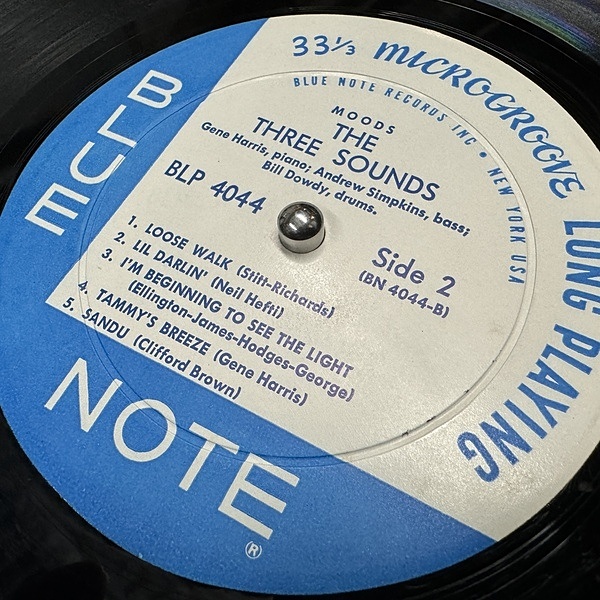 33⅓ MICROGROOVE LONG PLAYING
BLUE NOTE RECORDS INC • NEW YORK USA
BLUE
NOTE
®
MOODS
THE
THREE SOUNDS
Gene Harris, piano; Andrew Simpkins, bass;
Bill Dowdy, drums.
BLP 4044
Side 2
(BN 4044-B)
1. LOOSE WALK (Stitt-Richards)
2. LIL DARLIN' (Neil Hefti)
3. I'M BEGINNING TO SEE THE LIGHT
(Ellington-James-Hodges-George)
4. TAMMY'S BREEZE (Gene Harris)
5. SANDU (Clifford Brown)